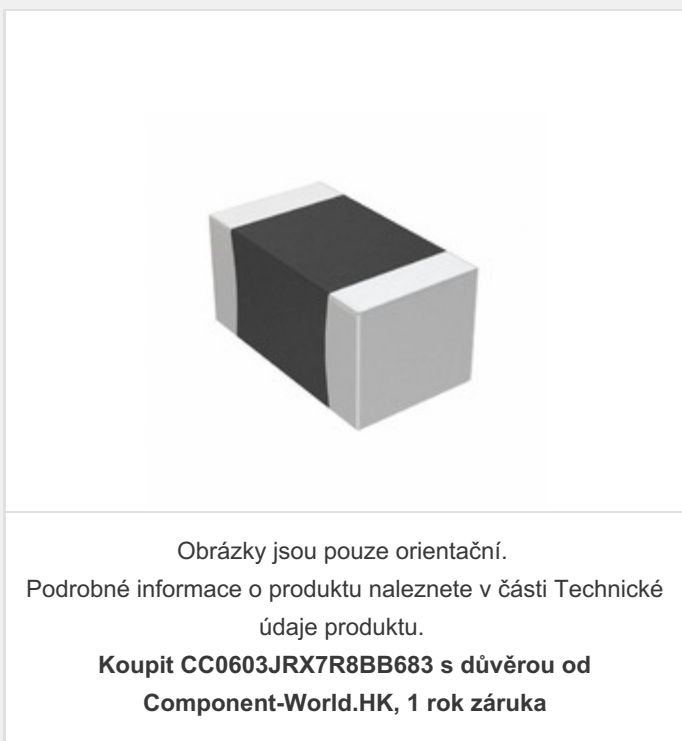 Obrázky jsou pouze orientační.
Podrobné informace o produktu naleznete v části Technické
údaje produktu.
Koupit CC0603JRX7R8BB683 s důvěrou od
Component-World.HK, 1 rok záruka